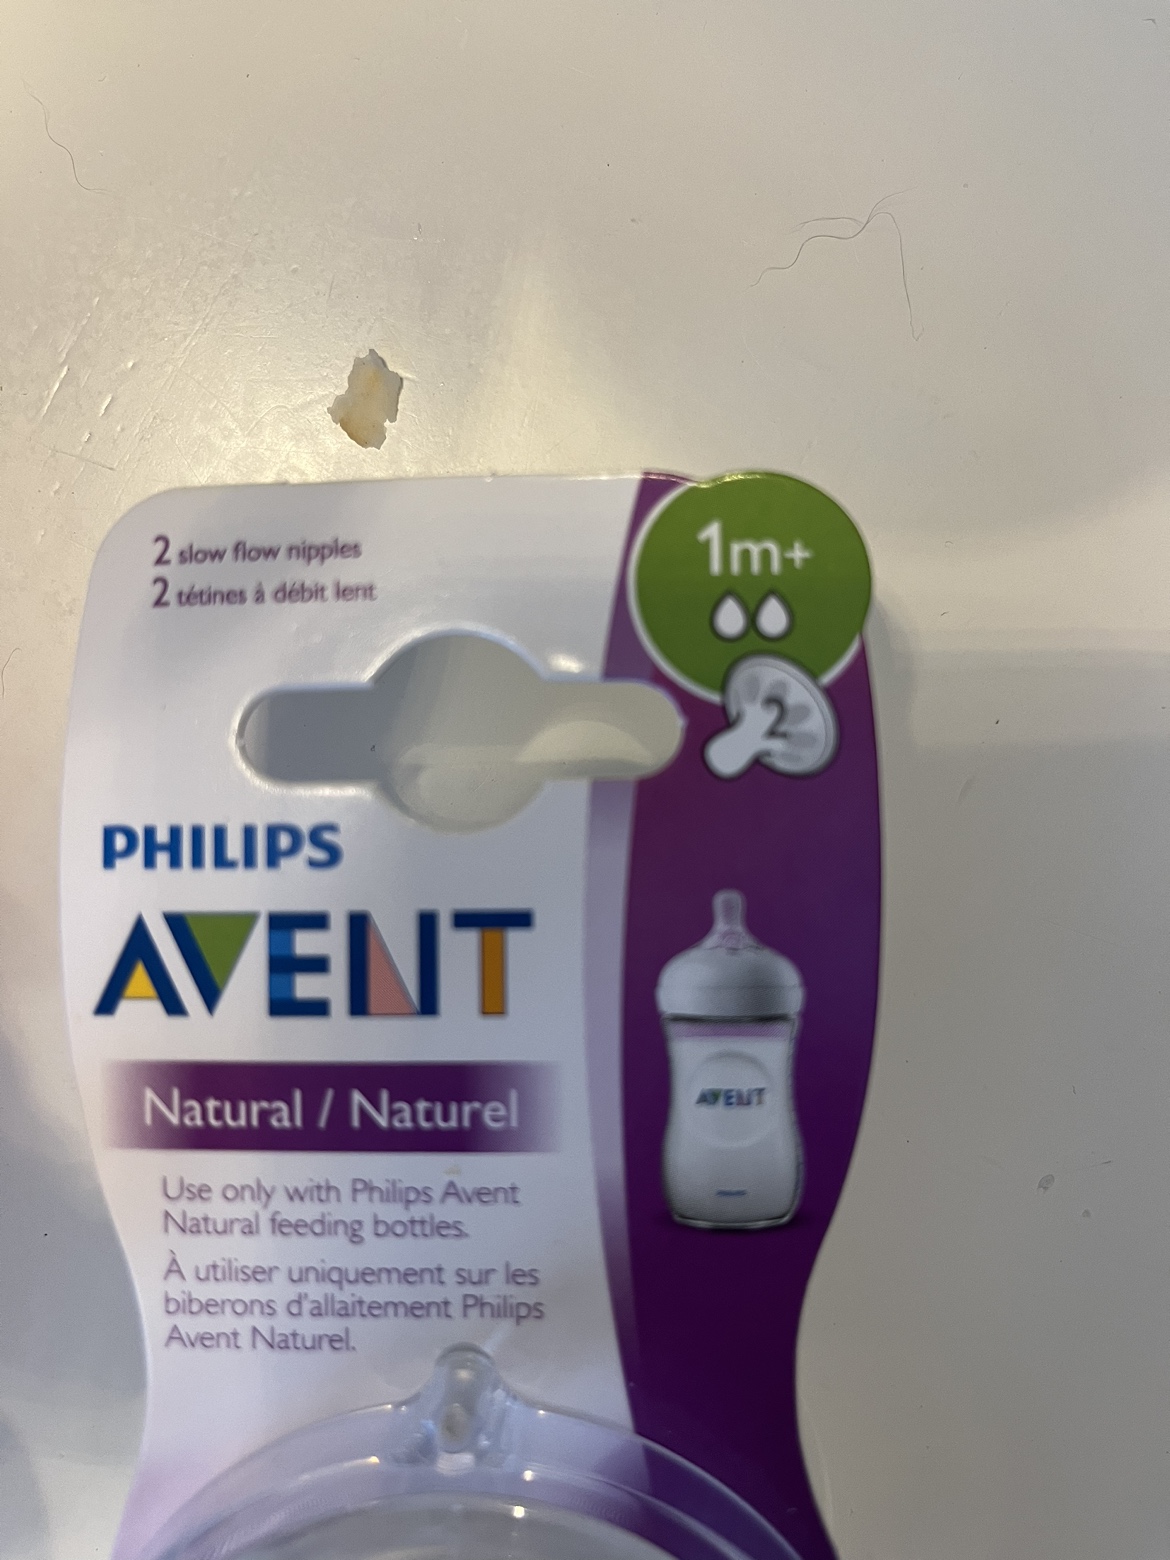 2 slow flow nipples
2 tétines à débit lent
1m+
2
PHILIPS
AVENT
Natural / Naturel
AVENT
Use only with Philips Avent
Natural feeding bottles.
À utiliser uniquement sur les
biberons d'allaitement Philips
Avent Naturel.